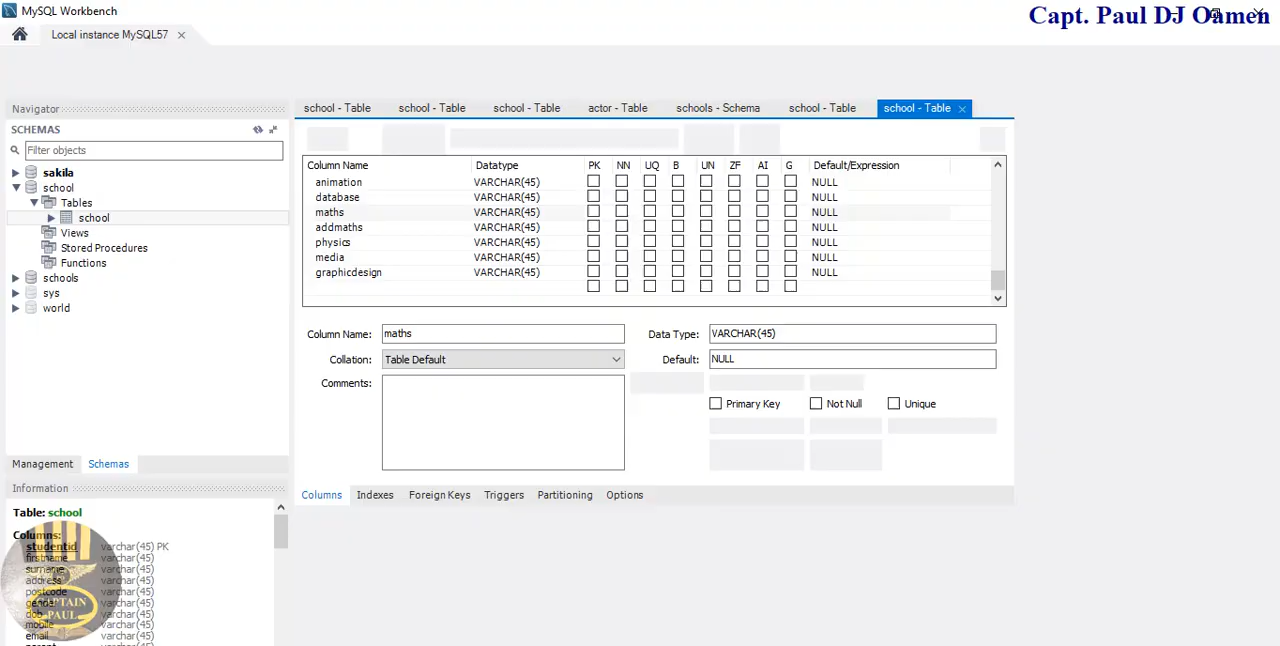 MySQL Workbench
Capt. Paul DJ Oamen
Local instance MySQL57
Navigator
SCHEMAS
Filter objects
sakila
school
Tables
school
Views
Stored Procedures
Functions
schools
sys
world
Management Schemas
Information
Table: school
Columns:
studentid varchar(45) PK
firstname varchar(45)
surname varchar(45)
address varchar(45)
postcode varchar(45)
gender varchar(45)
dob varchar(45)
mobile varchar(45)
email varchar(45)
CAPTAIN
PAUL
school - Table school - Table school - Table actor - Table schools - Schema school - Table school - Table
Column Name Datatype PK NN UQ B UN ZF AI G Default/Expression
animation VARCHAR(45) NULL
database VARCHAR(45) NULL
maths VARCHAR(45) NULL
addmaths VARCHAR(45) NULL
physics VARCHAR(45) NULL
media VARCHAR(45) NULL
graphicdesign VARCHAR(45) NULL
Column Name: maths Data Type: VARCHAR(45)
Collation: Table Default Default: NULL
Comments:
Primary Key Not Null Unique
Columns Indexes Foreign Keys Triggers Partitioning Options